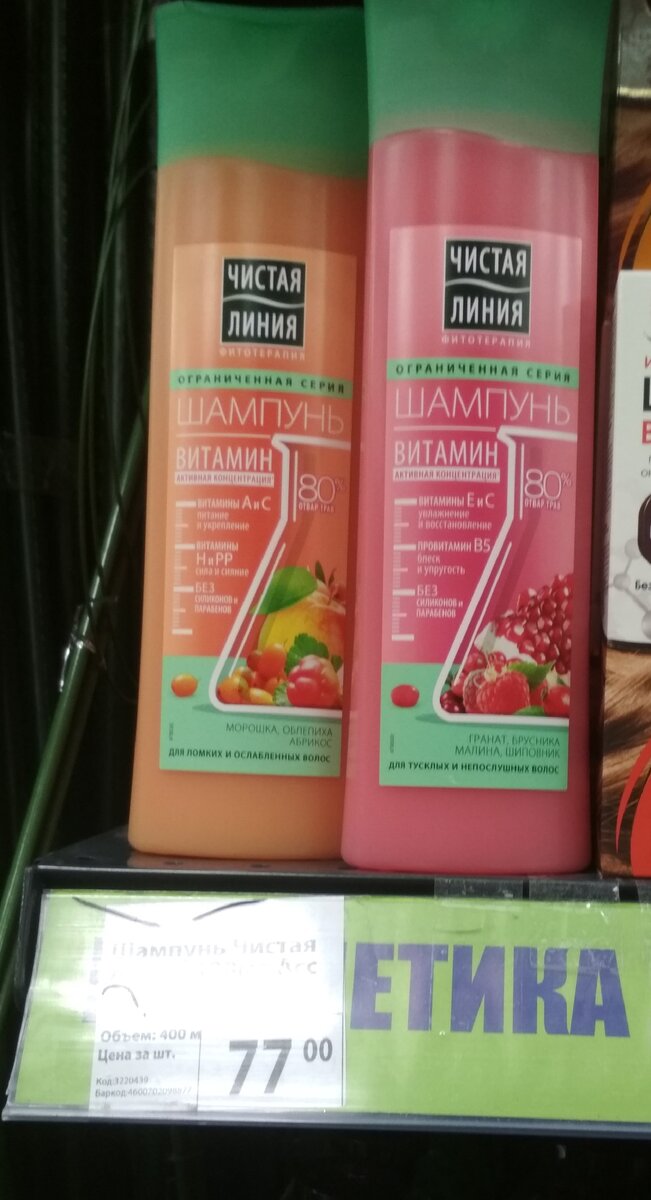 ЧИСТАЯ
ЛИНИЯ
ФИТОТЕРАПИЯ
ОГРАНИЧЕННАЯ СЕРИЯ
ШАМПУНЬ
ВИТАМИН
АКТИВНАЯ КОНЦЕНТРАЦИЯ
80%
ОТВАР ТРАВ
ВИТАМИНЫ А и С
питание
и укрепление
ВИТАМИНЫ
Н и РР
сила и сияние
БЕЗ
СИЛИКОНОВ и
ПАРАБЕНОВ
МОРОШКА, ОБЛЕПИХА
АБРИКОС
ДЛЯ ЛОМКИХ И ОСЛАБЛЕННЫХ ВОЛОС
ЧИСТАЯ
ЛИНИЯ
ФИТОТЕРАПИЯ
ОГРАНИЧЕННАЯ СЕРИЯ
ШАМПУНЬ
ВИТАМИН
АКТИВНАЯ КОНЦЕНТРАЦИЯ
80%
ОТВАР ТРАВ
ВИТАМИНЫ Е и С
увлажнение
и восстановление
ПРОВИТАМИН В5
блеск
и упругость
БЕЗ
СИЛИКОНОВ и
ПАРАБЕНОВ
ГРАНАТ, БРУСНИКА
МАЛИНА, ШИПОВНИК
ДЛЯ ТУСКЛЫХ И НЕПОСЛУШНЫХ ВОЛОС
Шампунь Чистая
Объем: 400 м
Цена за шт.
77 00
Код:3220439
ЕТИКА